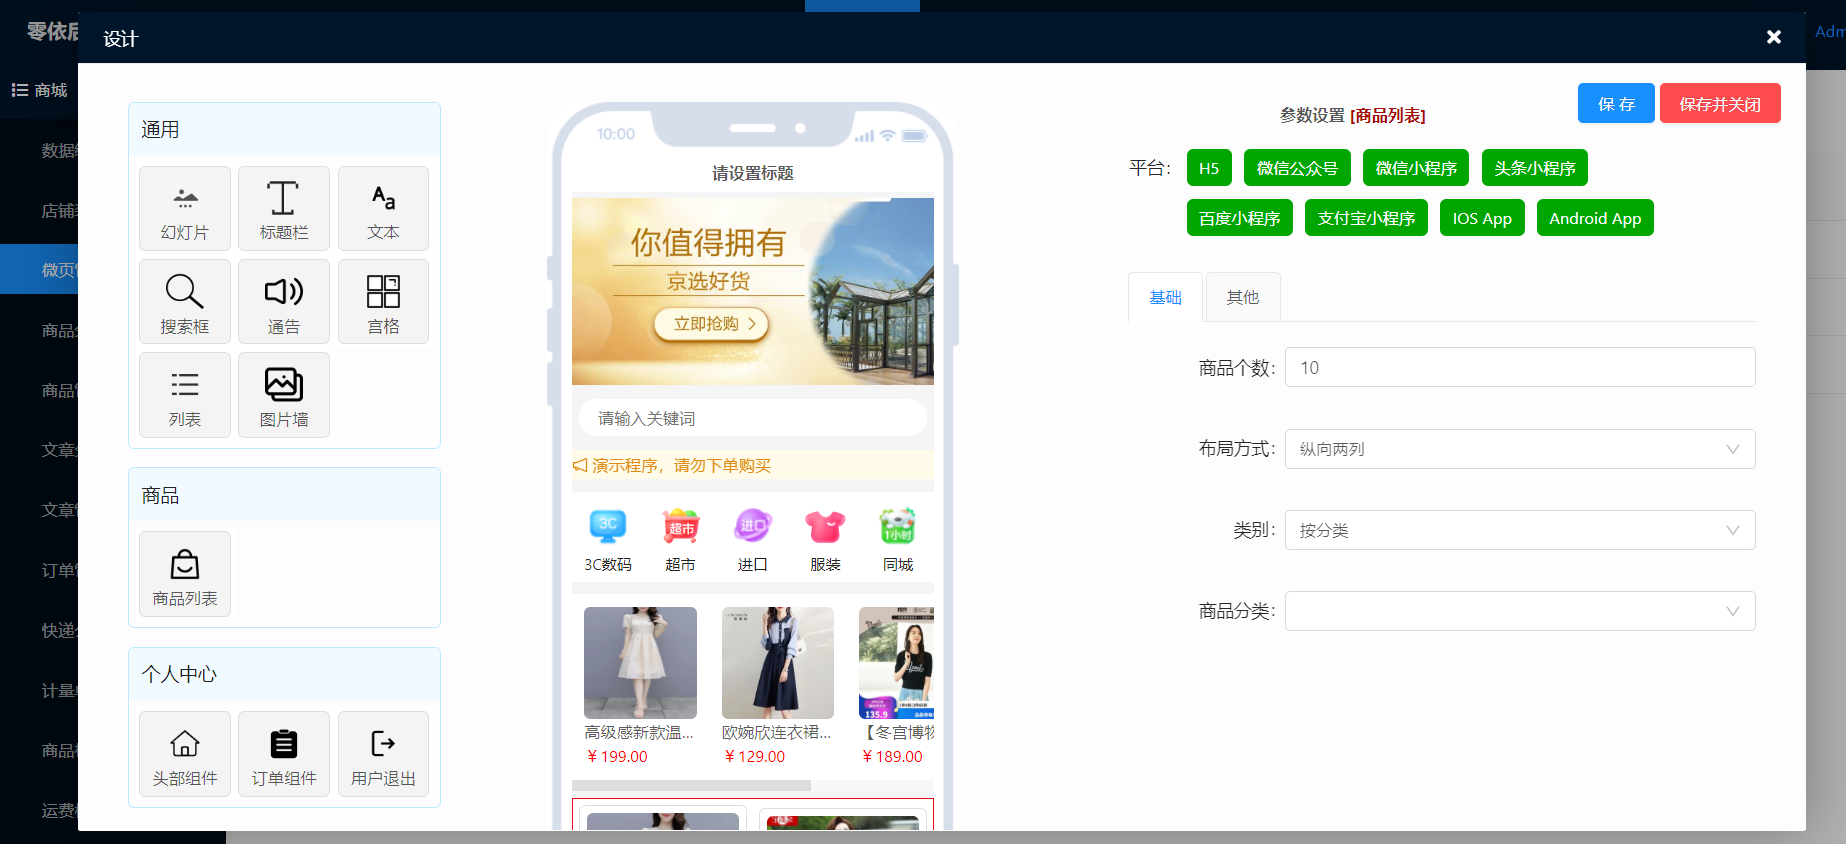 零依后
Adm
设计
商城
数据
店铺
微页
商品
商品
文章
文章
订单
快递
计量
商品
运费
通用
幻灯片
标题栏
文本
搜索框
通告
宫格
列表
图片墙
商品
商品列表
个人中心
头部组件
订单组件
用户退出
10:00
请设置标题
你值得拥有
京选好货
立即抢购 >
请输入关键词
演示程序，请勿下单购买
3C
超市
进口
1小时
3C数码
超市
进口
服装
同城
135.9
高级感新款温...
欧婉欣连衣裙...
【冬宫博物
￥199.00
￥129.00
￥189.00
保 存
保存并关闭
参数设置 [商品列表]
平台：
H5
微信公众号
微信小程序
头条小程序
百度小程序
支付宝小程序
IOS App
Android App
基础
其他
商品个数：
10
布局方式：
纵向两列
类别：
按分类
商品分类：